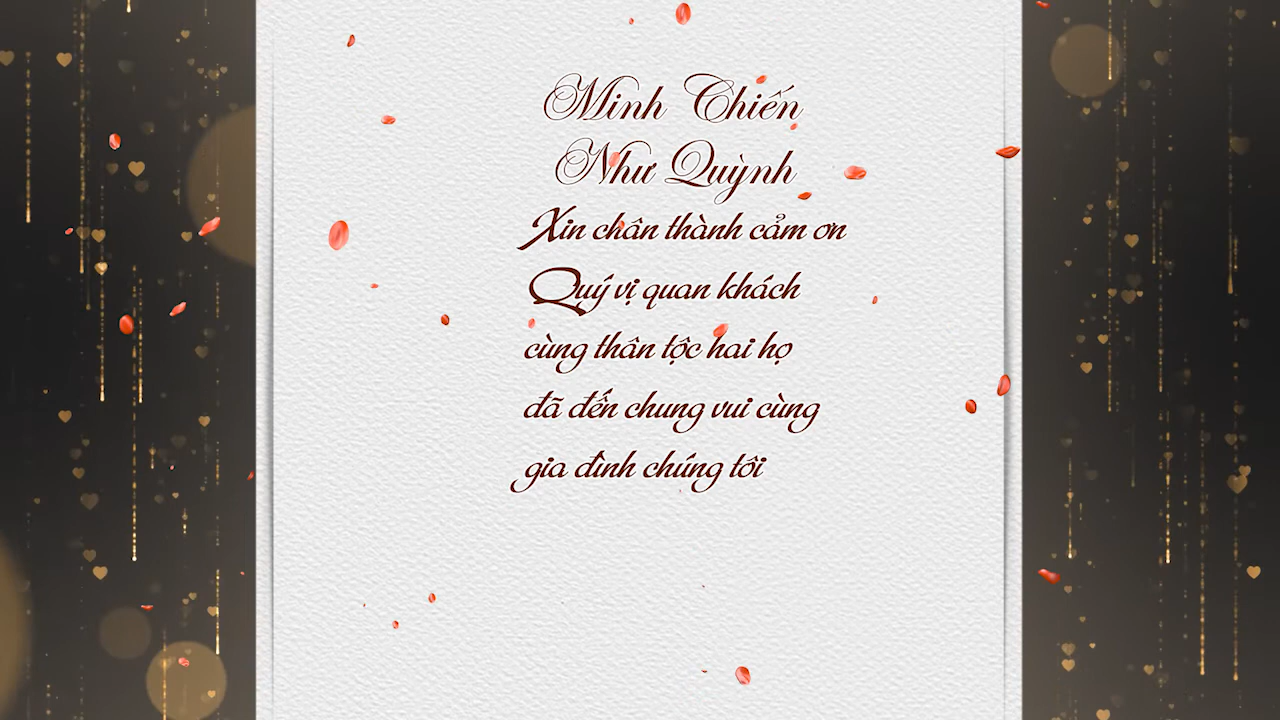 Minh Chiến
Như Quỳnh
Xin chân thành cảm ơn
Quý vị quan khách
cùng thân tộc hai họ
đã đến chung vui cùng
gia đình chúng tôi